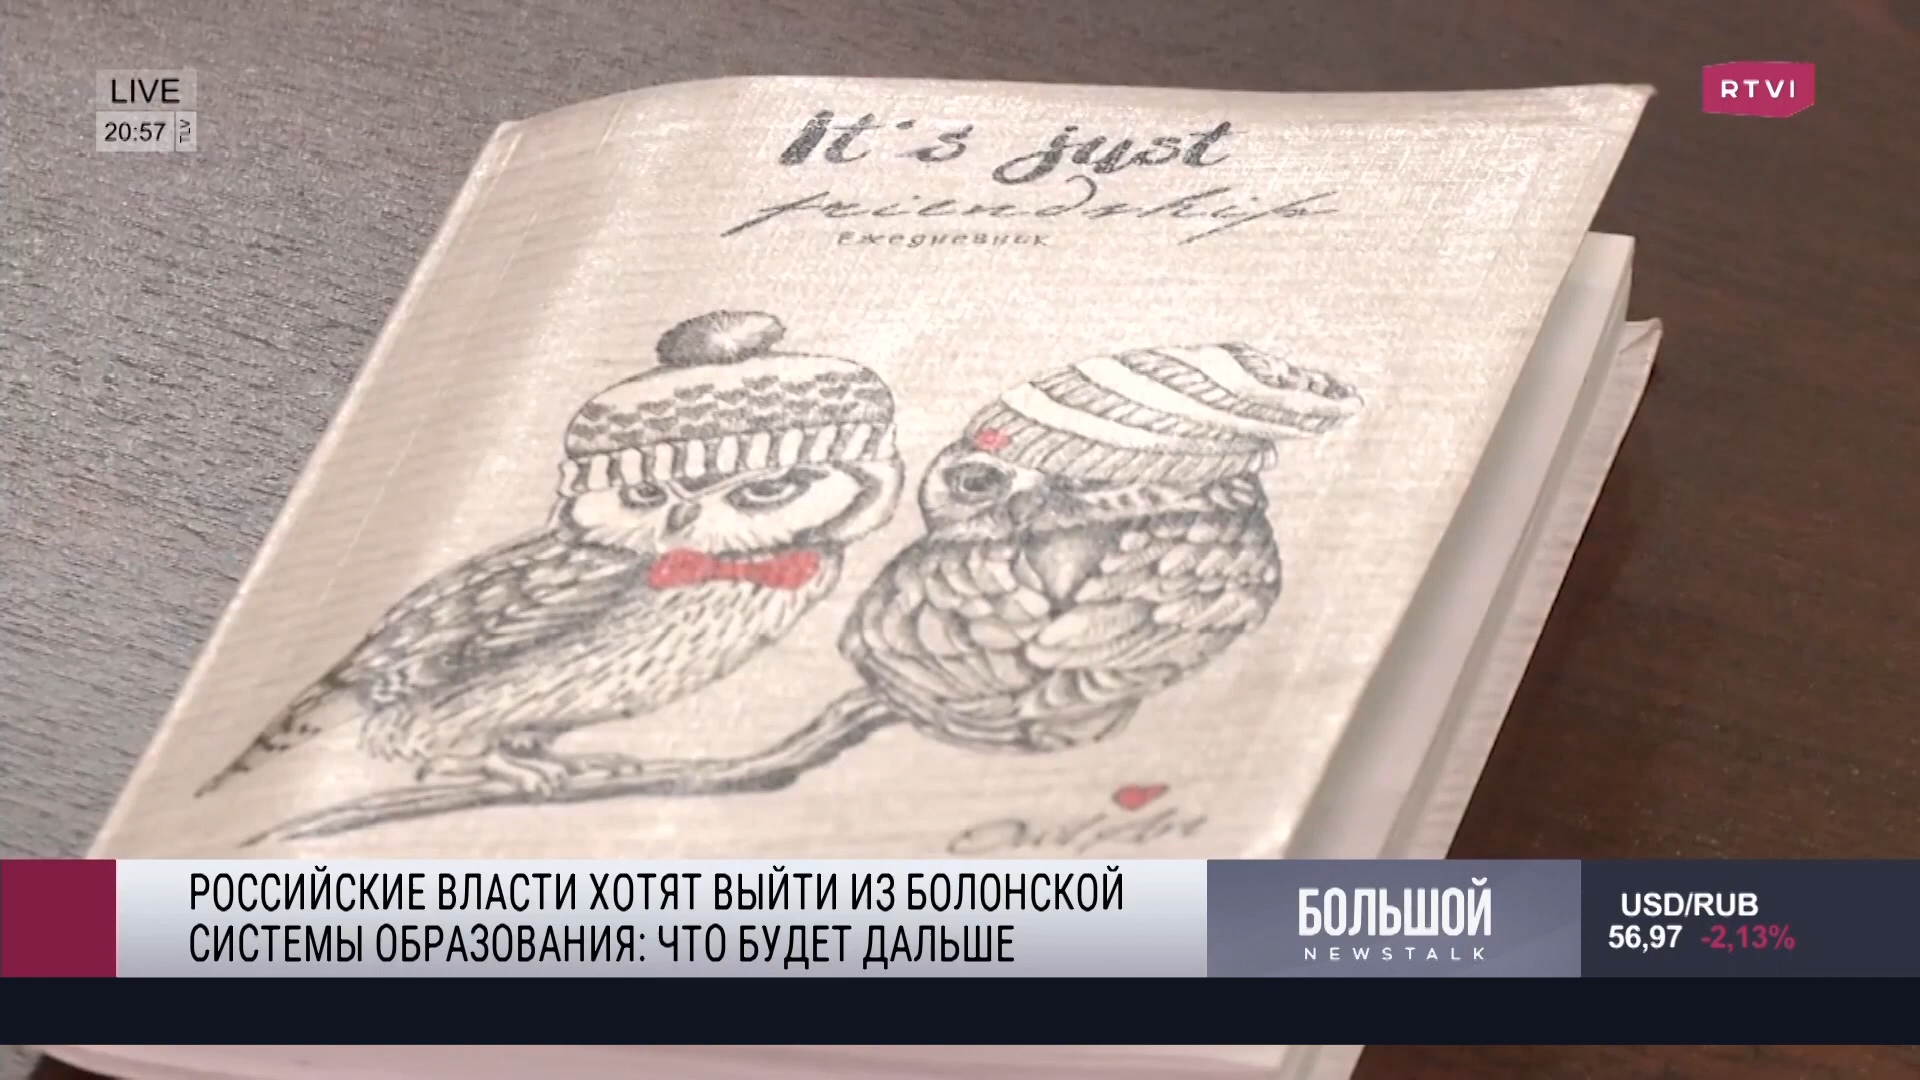 LIVE
20:57 TLV
RTVI
It's just
friendship
Ежедневник
РОССИЙСКИЕ ВЛАСТИ ХОТЯТ ВЫЙТИ ИЗ БОЛОНСКОЙ
СИСТЕМЫ ОБРАЗОВАНИЯ: ЧТО БУДЕТ ДАЛЬШЕ
БОЛЬШОЙ
NEWSTALK
USD/RUB
56,97 -2,13%